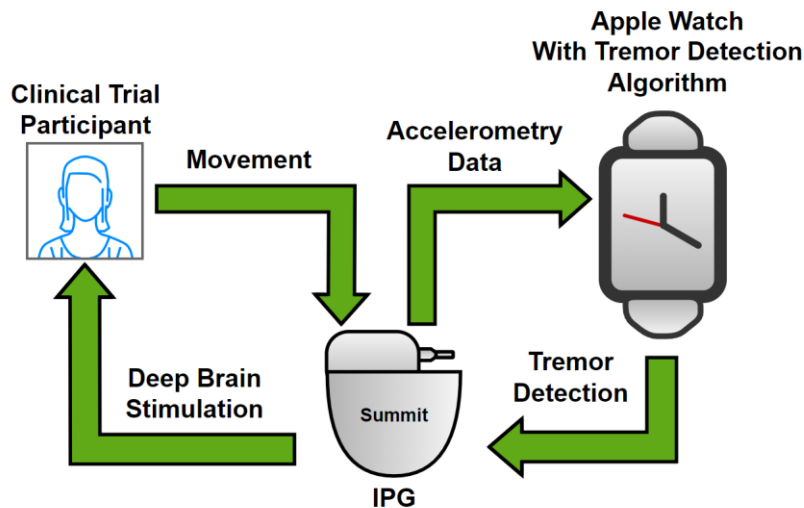 Apple Watch
With Tremor Detection
Algorithm
Clinical Trial
Participant
Movement
Accelerometry
Data
Deep Brain
Stimulation
Tremor
Detection
Summit
IPG